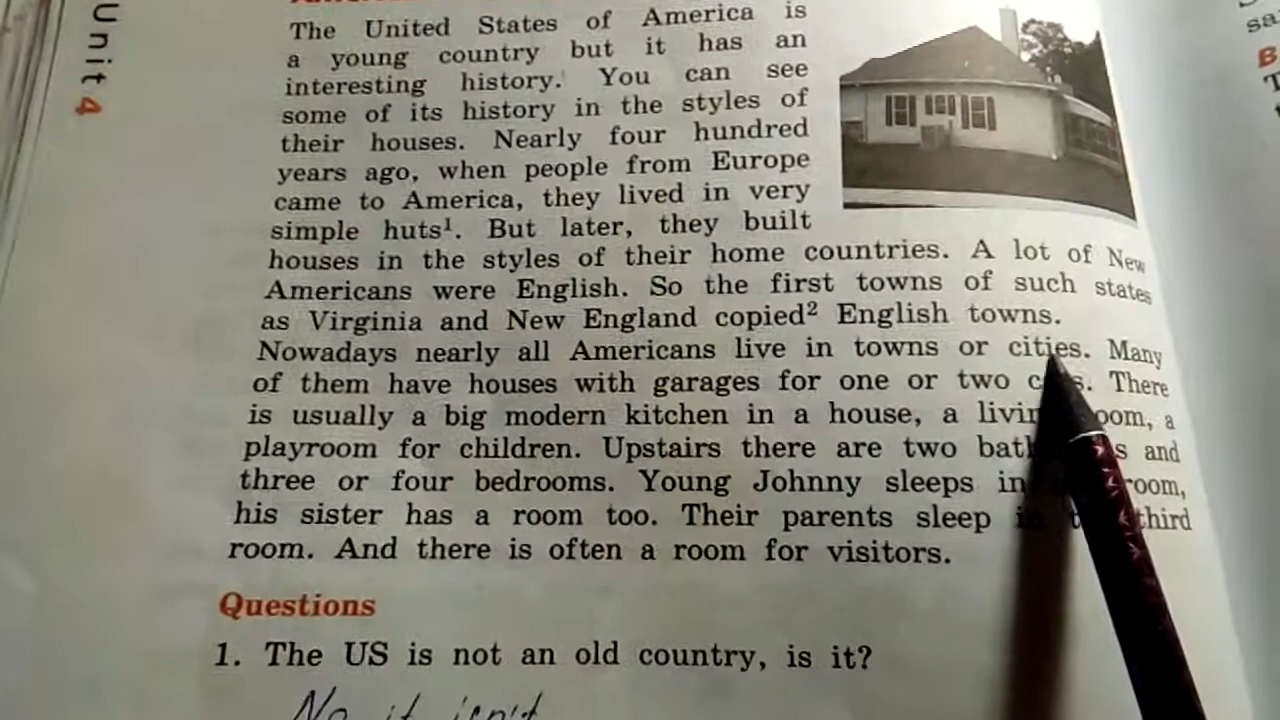 Unit 4
The United States of America is
a young country but it has an
interesting history. You can see
some of its history in the styles of
their houses. Nearly four hundred
years ago, when people from Europe
came to America, they lived in very
simple huts¹. But later, they built
houses in the styles of their home countries. A lot of New
Americans were English. So the first towns of such states
as Virginia and New England copied² English towns.
Nowadays nearly all Americans live in towns or cities. Many
of them have houses with garages for one or two. There
is usually a big modern kitchen in a house, a a
playroom for children. Upstairs there are two and
three or four bedrooms. Young Johnny sleeps in
his sister has a room too. Their parents sleep third
room. And there is often a room for visitors.
Questions
1. The US is not an old country, is it?
No it isn't